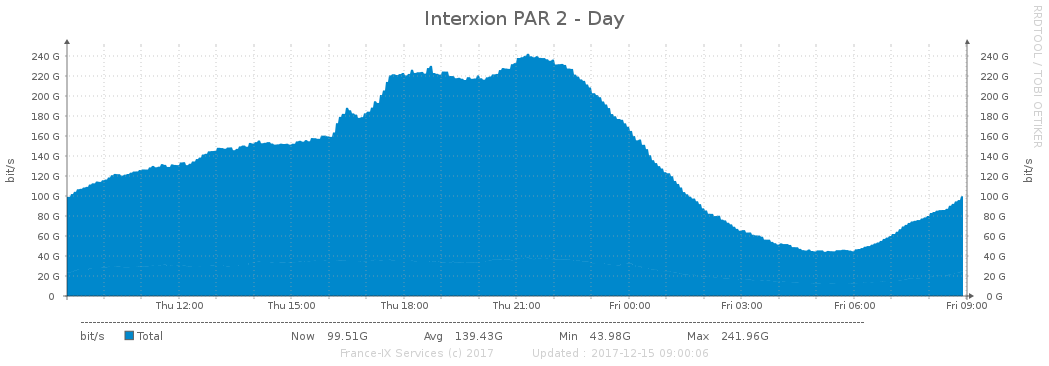 Interxion PAR 2 - Day
RRDTOOL / TOBI OETIKER
bit/s
240 G 240 G
220 G 220 G
200 G 200 G
180 G 180 G
160 G 160 G
140 G 140 G
120 G 120 G
100 G 100 G
80 G 80 G
60 G 60 G
40 G 40 G
20 G 20 G
0 0 G
bit/s
Thu 12:00 Thu 15:00 Thu 18:00 Thu 21:00 Fri 00:00 Fri 03:00 Fri 06:00 Fri 09:00
bit/s Total Now 99.51G Avg 139.43G Min 43.98G Max 241.96G
France-IX Services (c) 2017 Updated : 2017-12-15 09:00:06